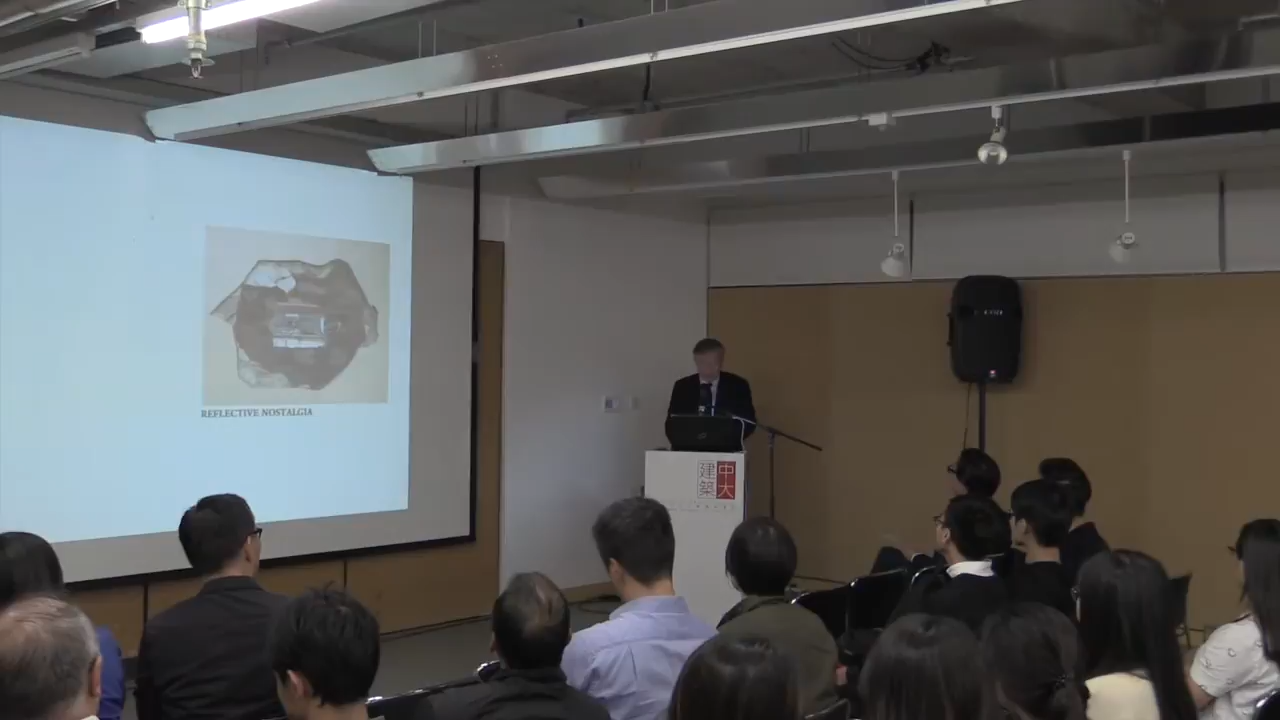 REFLECTIVE NOSTALGIA
建 中
築 大